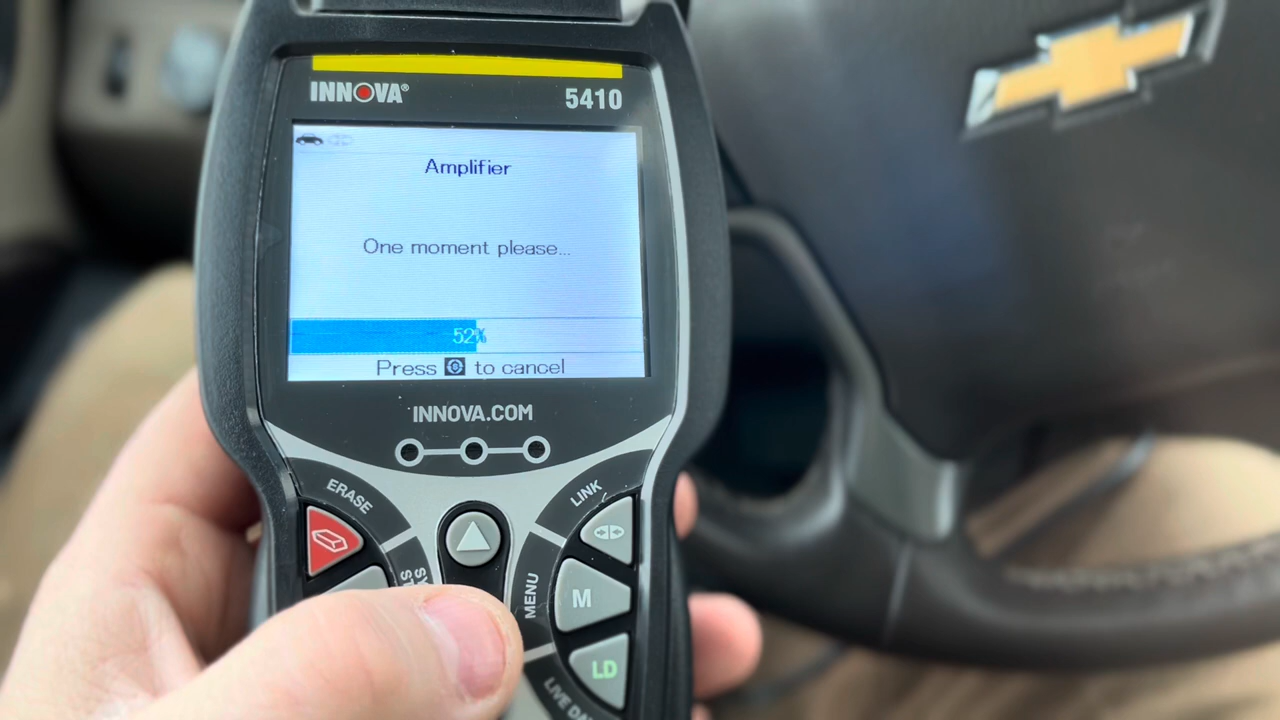 INNOVA®
5410
Amplifier
One moment please...
52%
Press to cancel
INNOVA.COM
ERASE
LINK
MENU
M
LD